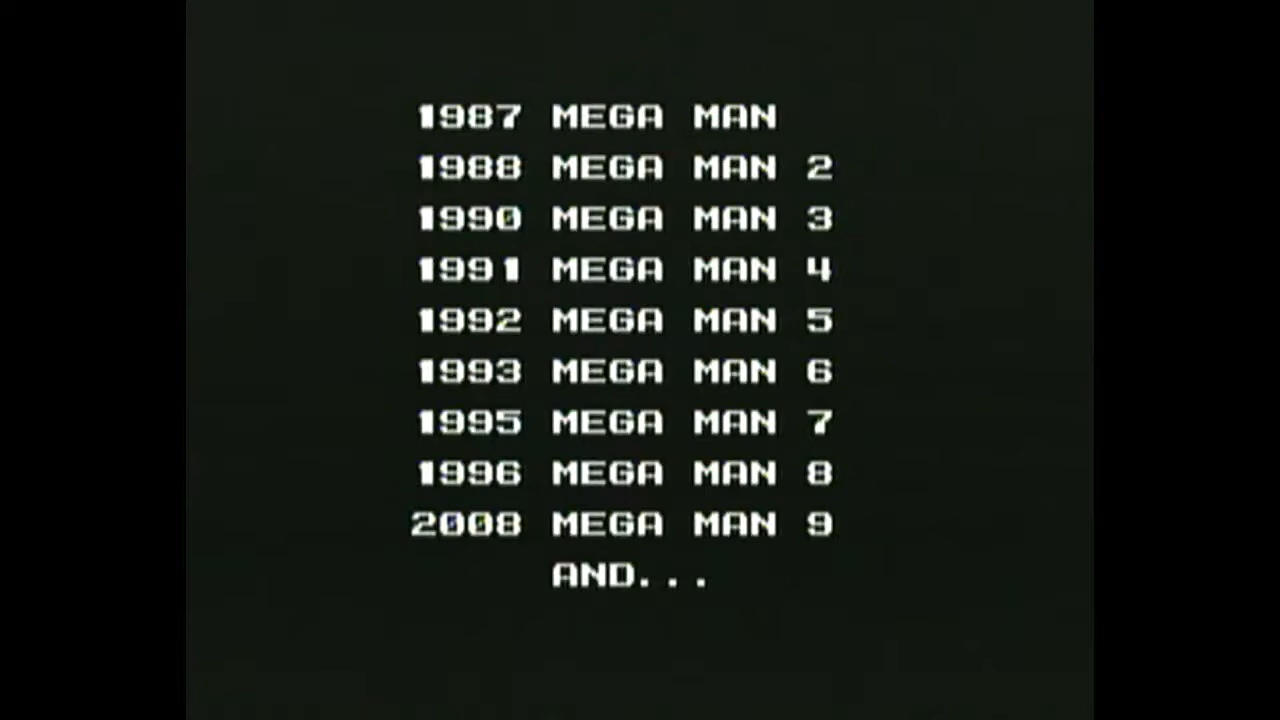 1987 MEGA MAN
1988 MEGA MAN 2
1990 MEGA MAN 3
1991 MEGA MAN 4
1992 MEGA MAN 5
1993 MEGA MAN 6
1995 MEGA MAN 7
1996 MEGA MAN 8
2008 MEGA MAN 9
AND...